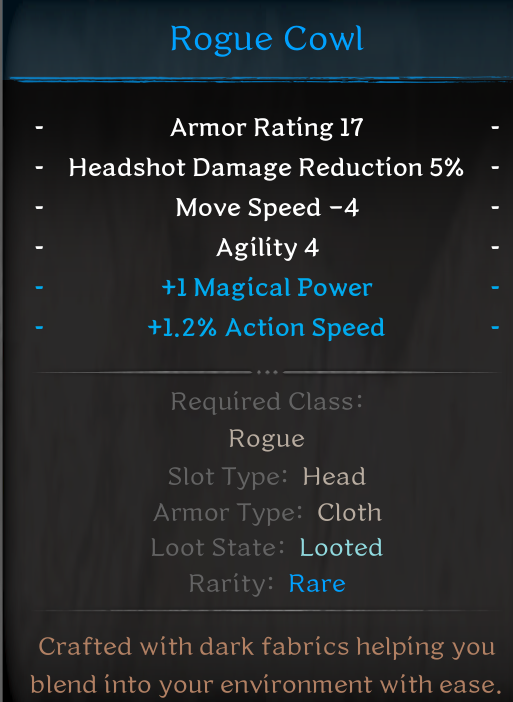 Rogue Cowl
- Armor Rating 17 -
- Headshot Damage Reduction 5% -
- Move Speed -4 -
- Agility 4 -
- +1 Magical Power -
- +1.2% Action Speed -
Required Class:
Rogue
Slot Type: Head
Armor Type: Cloth
Loot State: Looted
Rarity: Rare
Crafted with dark fabrics helping you
blend into your environment with ease.